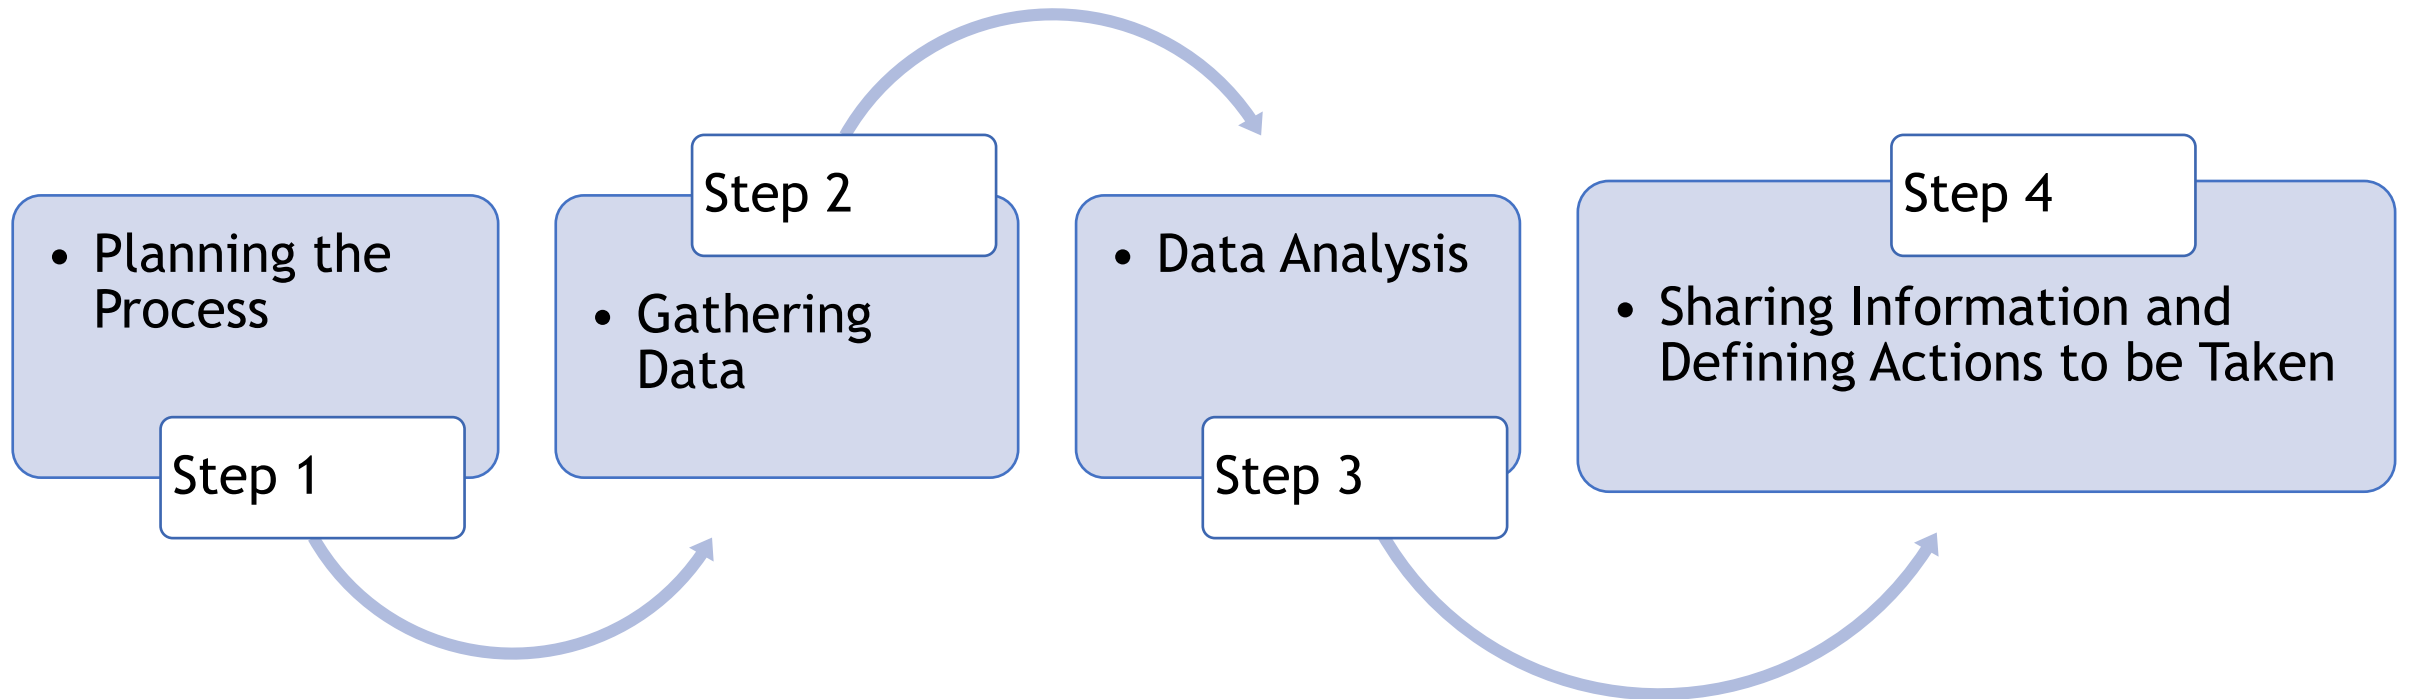 • Planning the
Process
Step 1
Step 2
• Gathering
Data
• Data Analysis
Step 3
Step 4
• Sharing Information and
Defining Actions to be Taken